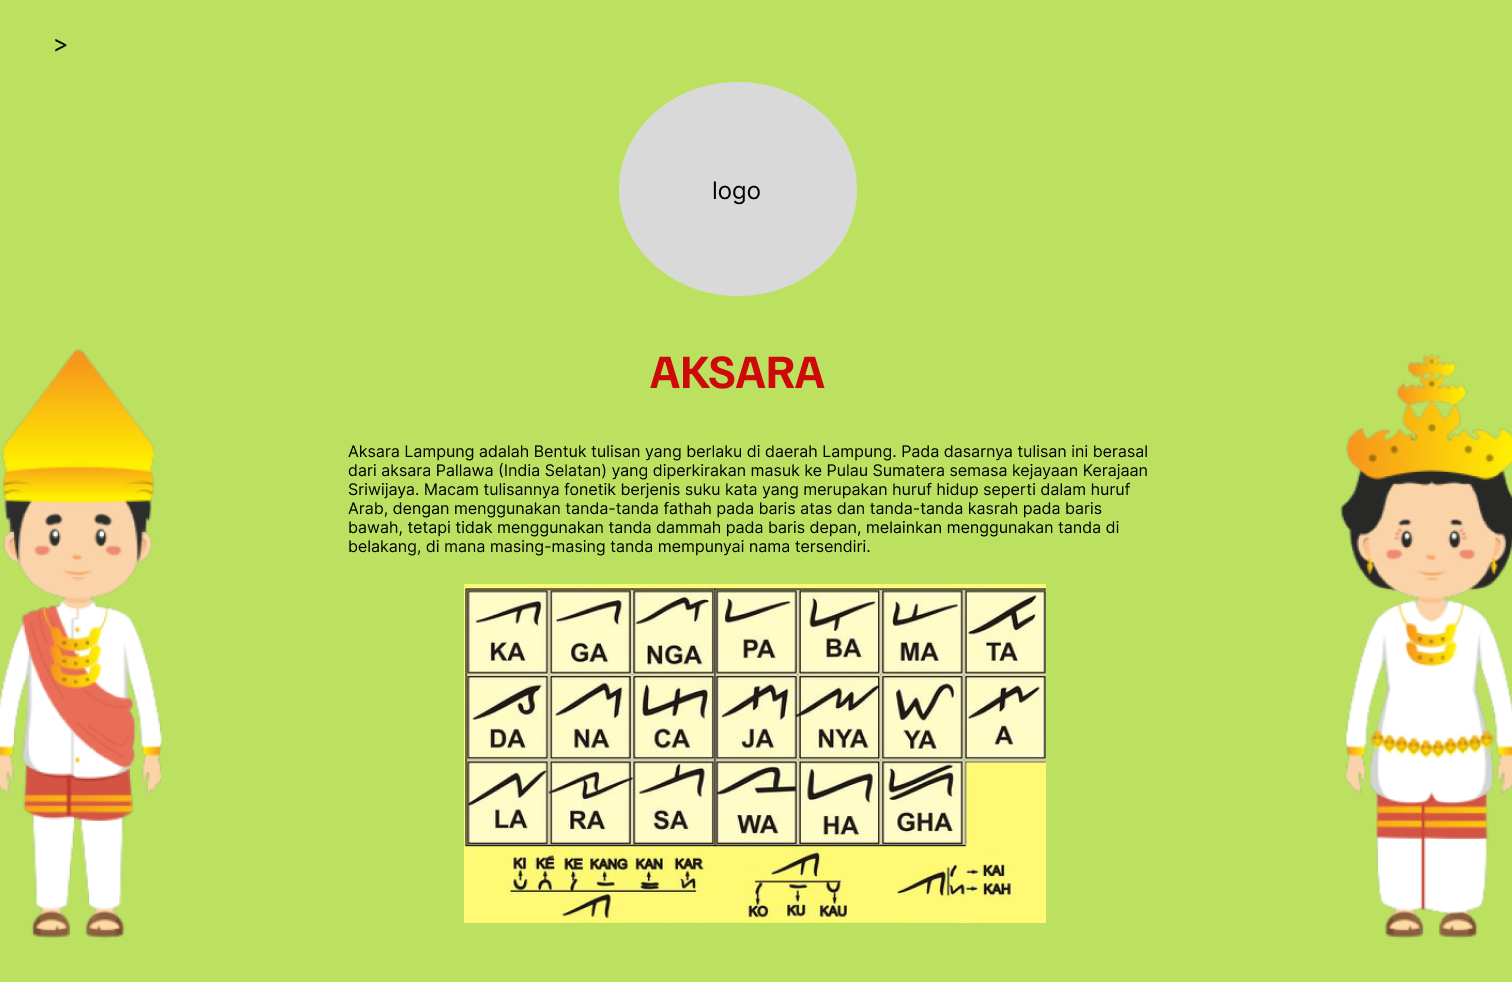 >
logo
AKSARA
Aksara Lampung adalah Bentuk tulisan yang berlaku di daerah Lampung. Pada dasarnya tulisan ini berasal
dari aksara Pallawa (India Selatan) yang diperkirakan masuk ke Pulau Sumatera semasa kejayaan Kerajaan
Sriwijaya. Macam tulisannya fonetik berjenis suku kata yang merupakan huruf hidup seperti dalam huruf
Arab, dengan menggunakan tanda-tanda fathah pada baris atas dan tanda-tanda kasrah pada baris
bawah, tetapi tidak menggunakan tanda dammah pada baris depan, melainkan menggunakan tanda di
belakang, di mana masing-masing tanda mempunyai nama tersendiri.
KA GA NGA PA BA MA TA
DA NA CA JA NYA YA A
LA RA SA WA HA GHA
KI KÉ KE KANG KAN KAR
KO KU KAU
→ KAI
→ KAH